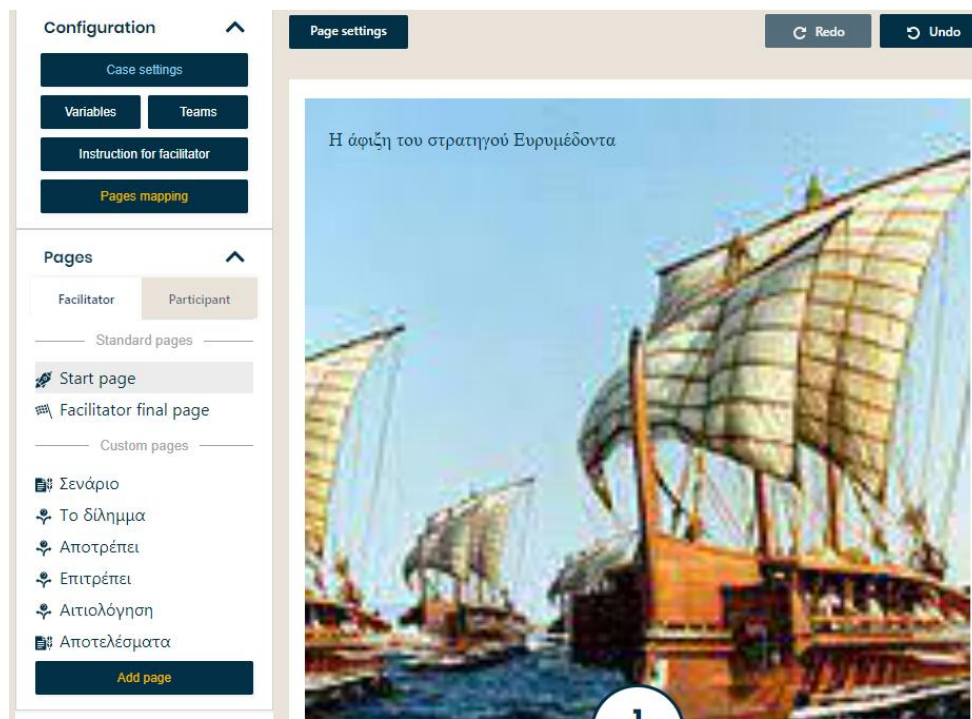 Configuration
Case settings
Variables Teams
Instruction for facilitator
Pages mapping
Pages
Facilitator Participant
Standard pages
Start page
Facilitator final page
Custom pages
Σενάριο
Το δίλημμα
Αποτρέπει
Επιτρέπει
Αιτιολόγηση
Αποτελέσματα
Add page
Page settings
Redo Undo
Η άφιξη του στρατηγού Ευρυμέδοντα